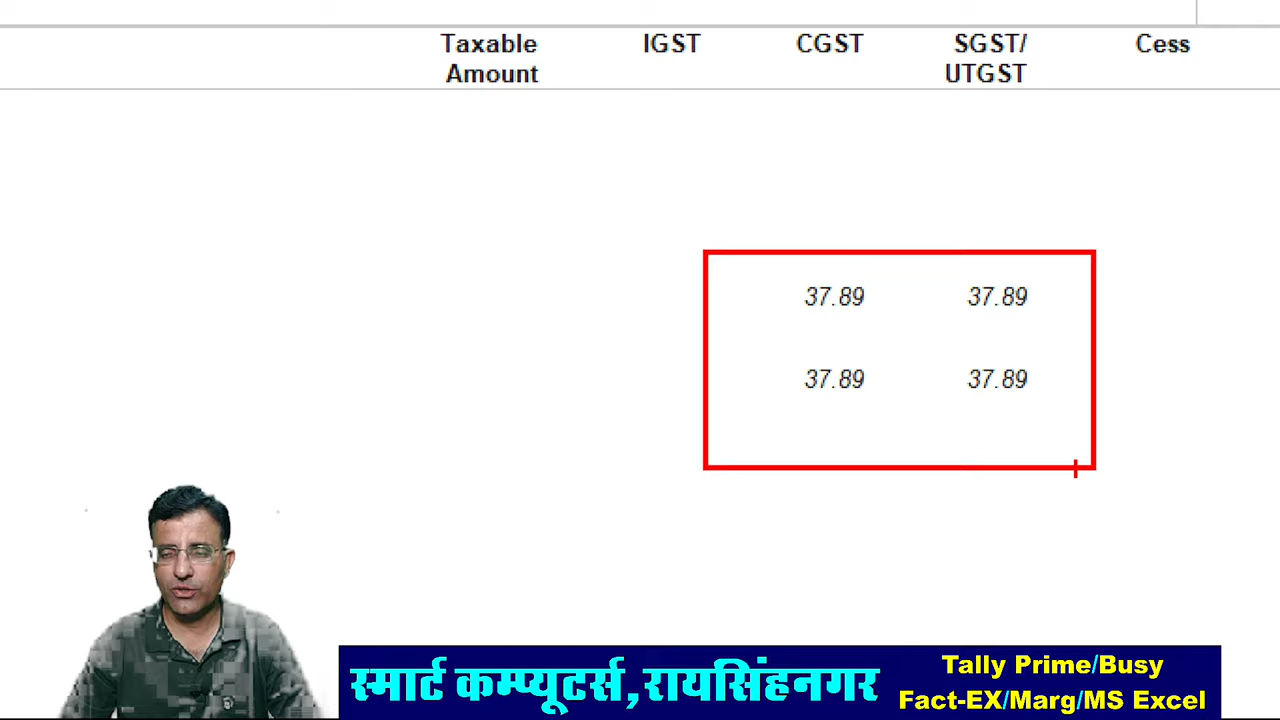 Taxable Amount IGST CGST SGST/ UTGST Cess
37.89 37.89
37.89 37.89
स्मार्ट कम्प्यूटर्स,रायसिंहनगर
Tally Prime/Busy
Fact-EX/Marg/MS Excel